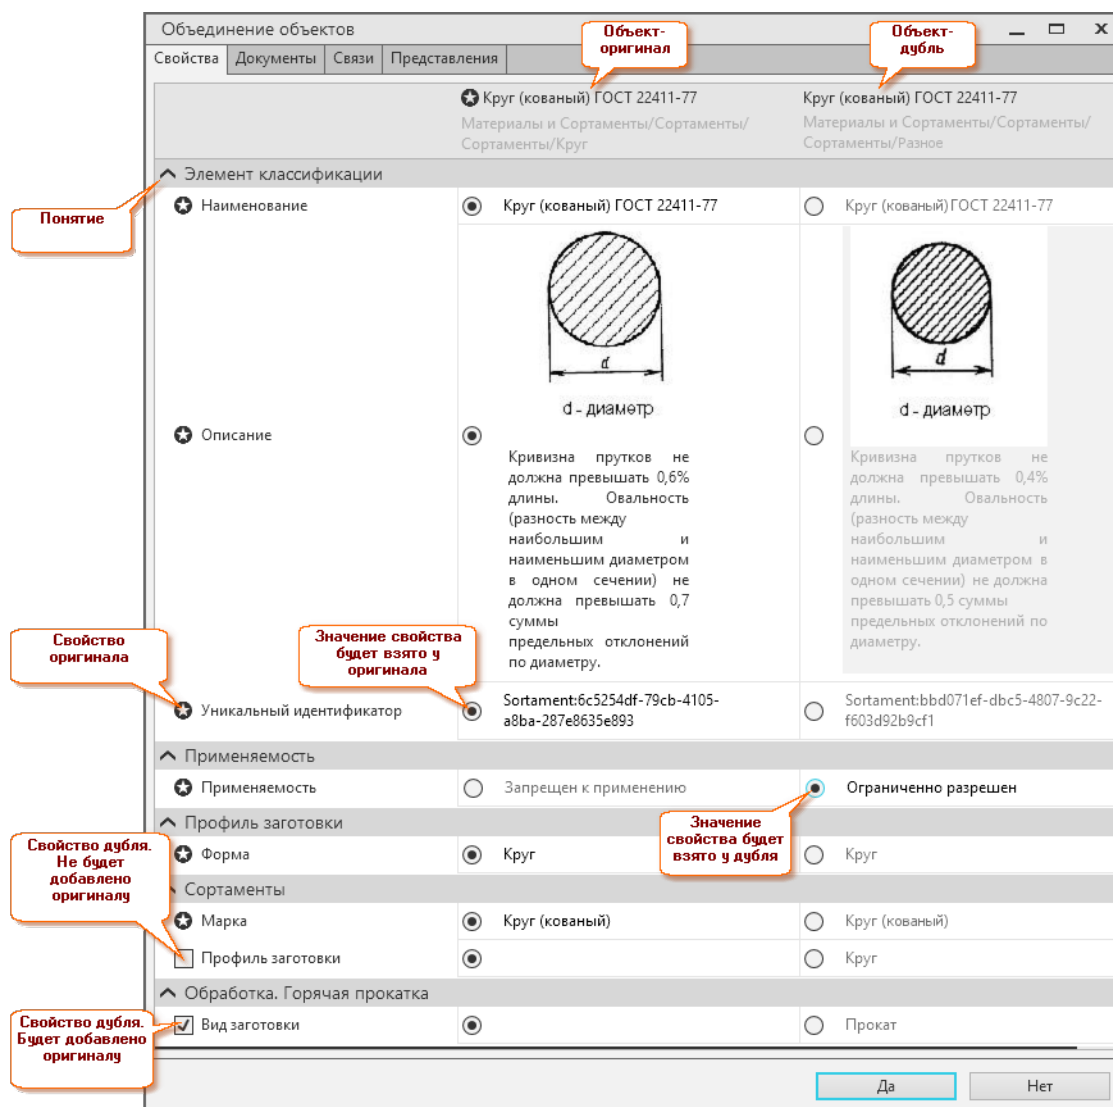 Объединение объектов
Объект-
оригинал
Объект-
дубль
Свойства Документы Связи Представления
Круг (кованый) ГОСТ 22411-77
Материалы и Сортаменты/Сортаменты/
Сортаменты/Круг
Круг (кованый) ГОСТ 22411-77
Материалы и Сортаменты/Сортаменты/
Сортаменты/Разное
Элемент классификации
Понятие
Наименование
Круг (кованый) ГОСТ 22411-77
Круг (кованый) ГОСТ 22411-77
d
d - диаметр
d
d - диаметр
Описание
Кривизна прутков не
должна превышать 0,6%
длины. Овальность
(разность между
наибольшим и
наименьшим диаметром
в одном сечении) не
должна превышать 0,7
суммы
предельных отклонений
по диаметру.
Кривизна прутков не
должна превышать 0,4%
длины. Овальность
(разность между
наибольшим и
наименьшим диаметром в
одном сечении) не должна
превышать 0,5 суммы
предельных отклонений по
диаметру.
Свойство
оригинала
Значение свойства
будет взято у
оригинала
Уникальный идентификатор
Sortament:6c5254df-79cb-4105-
a8ba-287e8635e893
Sortament:bbd071ef-dbc5-4807-9c22-
f603d92b9cf1
Применяемость
Применяемость
Запрещен к применению
Ограниченно разрешен
Профиль заготовки
Значение
свойства будет
взято у дубля
Свойство дубля.
Не будет
добавлено
оригиналу
Форма
Круг
Круг
Сортаменты
Марка
Круг (кованый)
Круг (кованый)
Профиль заготовки
Круг
Обработка. Горячая прокатка
Свойство дубля.
Будет добавлено
оригиналу
Вид заготовки
Прокат
Да
Нет